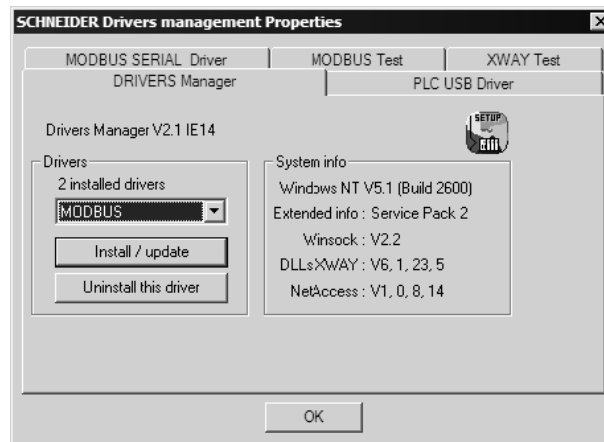 SCHNEIDER Drivers management Properties
MODBUS SERIAL Driver
MODBUS Test
XWAY Test
DRIVERS Manager
PLC USB Driver
Drivers Manager V2.1 IE14
SETUP
Drivers
2 installed drivers
MODBUS
Install / update
Uninstall this driver
System info
Windows NT V5.1 (Build 2600)
Extended info : Service Pack 2
Winsock : V2.2
DLLsXWAY : V6, 1, 23, 5
NetAccess : V1, 0, 8, 14
OK